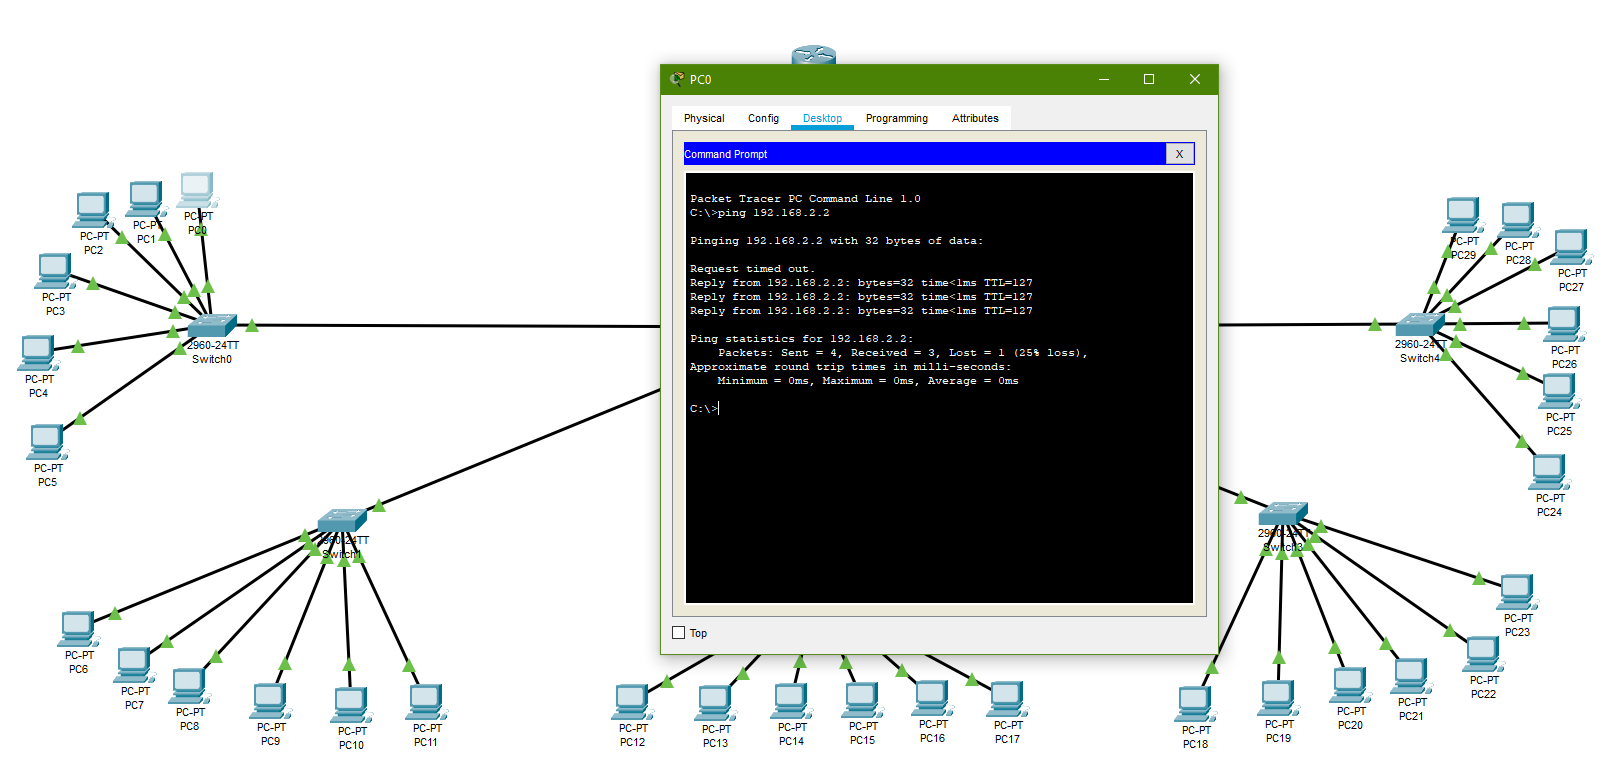 PC0
Physical Config Desktop Programming Attributes
Command Prompt X
Packet Tracer PC Command Line 1.0
C:\>ping 192.168.2.2
Pinging 192.168.2.2 with 32 bytes of data:
Request timed out.
Reply from 192.168.2.2: bytes=32 time<1ms TTL=127
Reply from 192.168.2.2: bytes=32 time<1ms TTL=127
Reply from 192.168.2.2: bytes=32 time<1ms TTL=127
Ping statistics for 192.168.2.2:
Packets: Sent = 4, Received = 3, Lost = 1 (25% loss),
Approximate round trip times in milli-seconds:
Minimum = 0ms, Maximum = 0ms, Average = 0ms
C:\>
Top
PC-PT
PC0
PC-PT
PC1
PC-PT
PC2
PC-PT
PC3
PC-PT
PC4
PC-PT
PC5
2960-24TT
Switch0
2960-24TT
Switch1
PC-PT
PC6
PC-PT
PC7
PC-PT
PC8
PC-PT
PC9
PC-PT
PC10
PC-PT
PC11
PC-PT
PC12
PC-PT
PC13
PC-PT
PC14
PC-PT
PC15
PC-PT
PC16
PC-PT
PC17
2960-24TT
Switch3
PC-PT
PC18
PC-PT
PC19
PC-PT
PC20
PC-PT
PC21
PC-PT
PC22
PC-PT
PC23
2960-24TT
Switch4
PC-PT
PC24
PC-PT
PC25
PC-PT
PC26
PC-PT
PC27
PC-PT
PC28
PC-PT
PC29